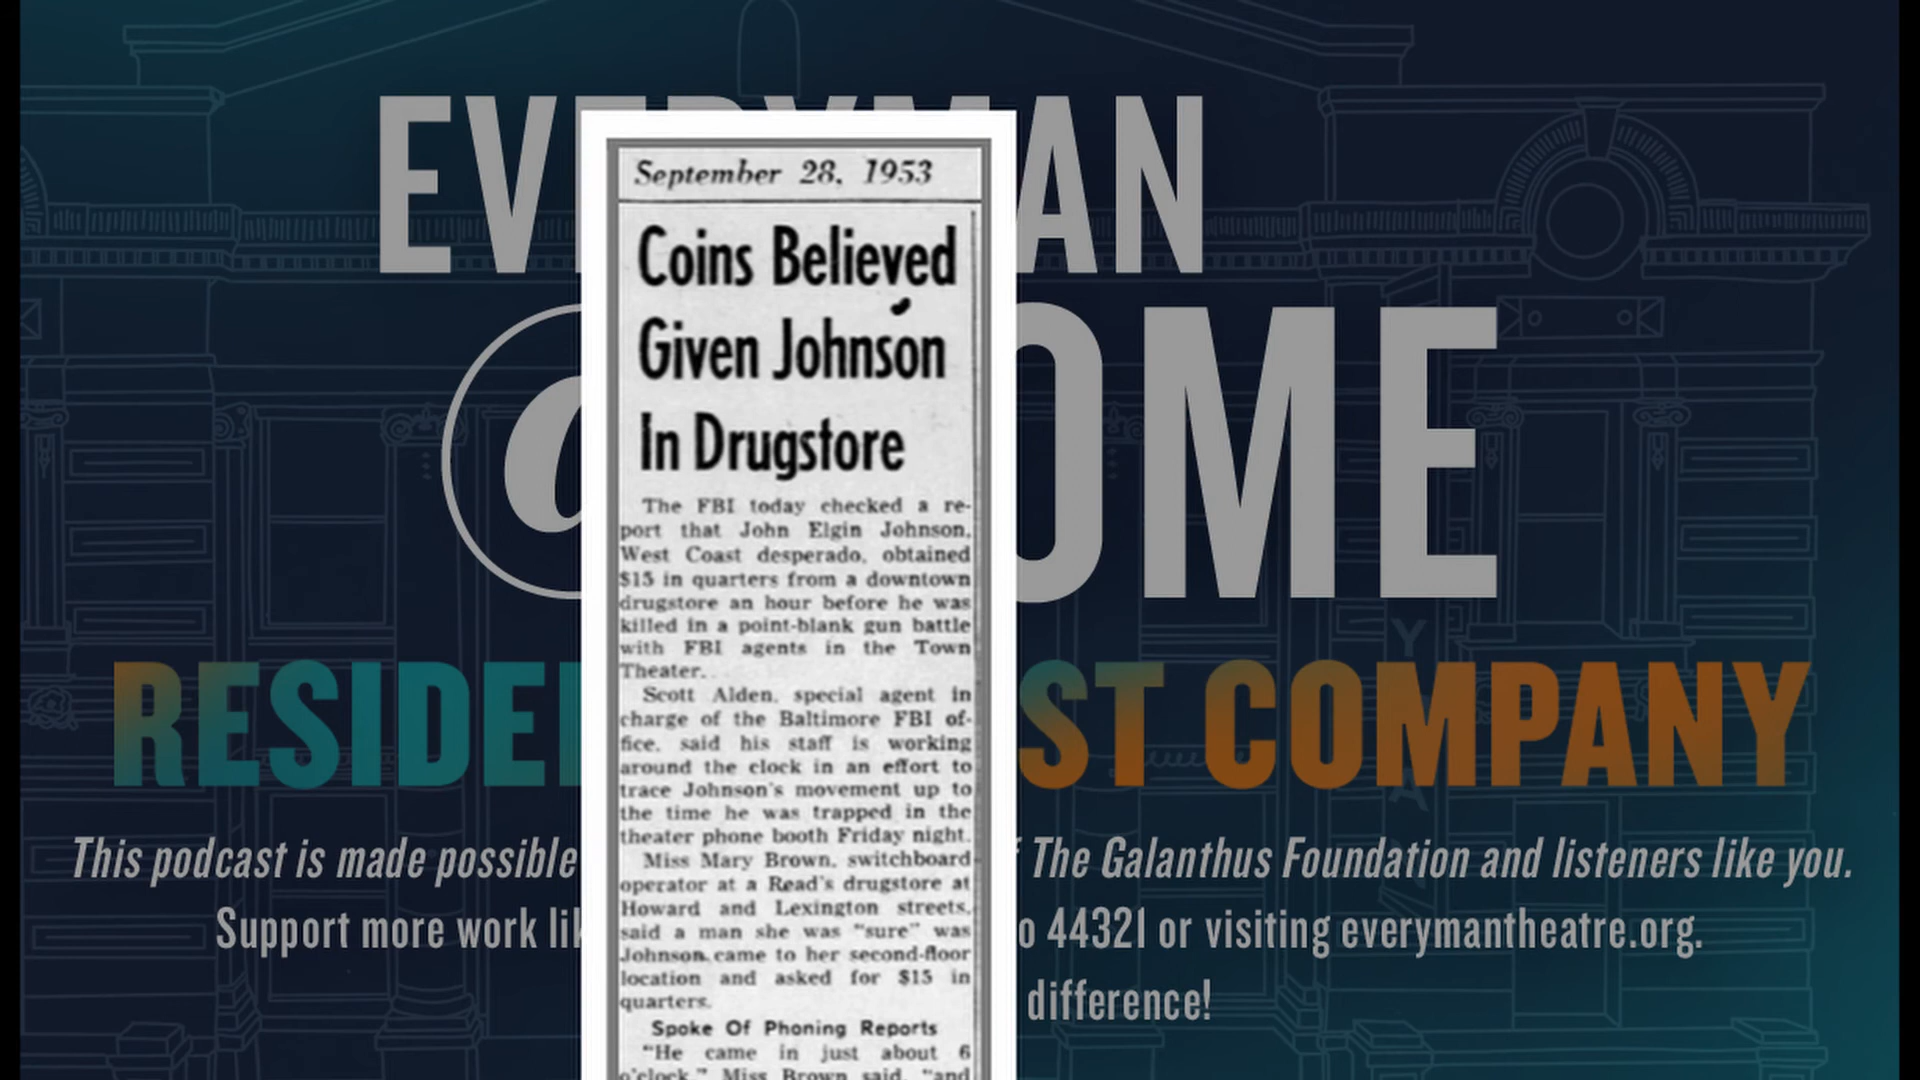 EV AN
@ OME
RESIDE ST COMPANY
This podcast is made possible The Galanthus Foundation and listeners like you.
Support more work 44321 or visiting everymantheatre.org.
difference!
September 28, 1953
Coins Believed
Given Johnson
In Drugstore
The FBI today checked a re-
port that John Elgin Johnson,
West Coast desperado, obtained
$15 in quarters from a downtown
drugstore an hour before he was
killed in a point-blank gun battle
with FBI agents in the Town
Theater.
Scott Alden, special agent in
charge of the Baltimore FBI of-
fice, said his staff is working
around the clock in an effort to
trace Johnson's movement up to
the time he was trapped in the
theater phone booth Friday night.
Miss Mary Brown, switchboard
operator at a Read's drugstore at
Howard and Lexington streets,
said a man she was "sure" was
Johnson came to her second-floor
location and asked for $15 in
quarters.
Spoke Of Phoning Reports
"He came in just about 6
o'clock," Miss Brown said, "and